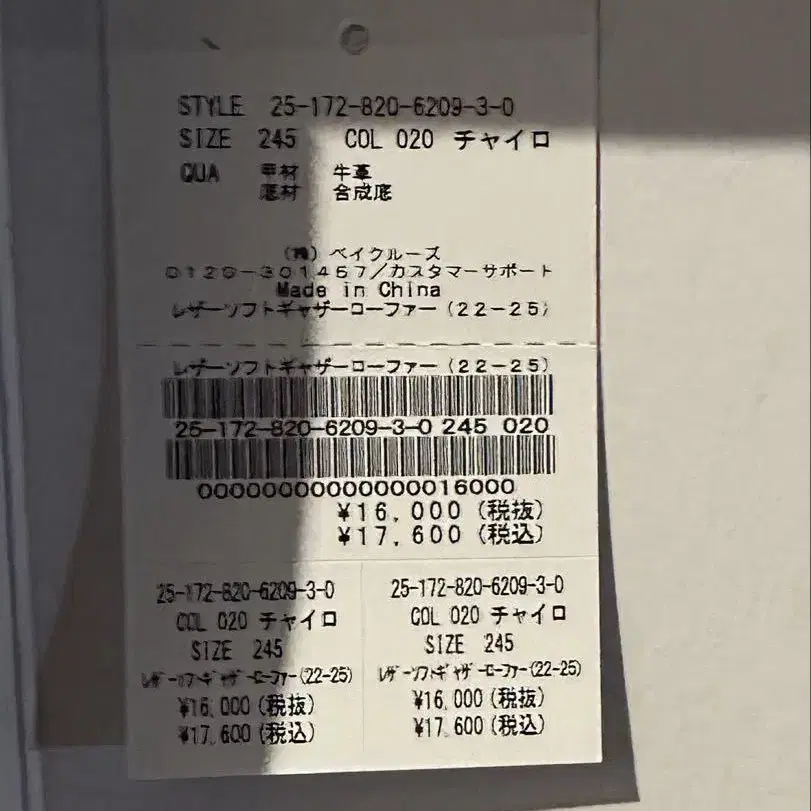 STYLE 25-172-820-6209-3-0
SIZE 245 COL 020 チャイロ
QUA 甲材 牛革
底材 合成底
(株) ベイクルーズ
0120-301457/カスタマーサポート
Made in China
レザーソフトギャザーローファー(22-25)
レザーソフトギャザーローファー(22-25)
25-172-820-6209-3-0 245 020
00000000000000016000
¥16,000 (税抜)
¥17,600 (税込)
25-172-820-6209-3-0
COL 020 チャイロ
SIZE 245
レザーソフトギャザーローファー(22-25)
¥16,000 (税抜)
¥17,600 (税込)
25-172-820-6209-3-0
COL 020 チャイロ
SIZE 245
レザーソフトギャザーローファー(22-25)
¥16,000 (税抜)
¥17,600 (税込)